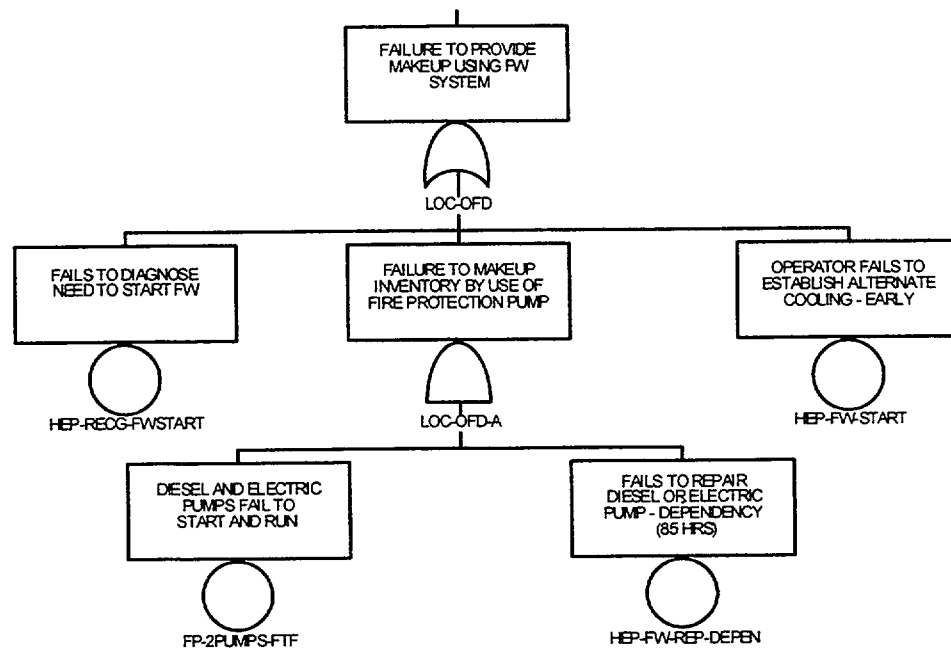 FAILURE TO PROVIDE
MAKEUP USING FW
SYSTEM
LOC-OFD
FAILS TO DIAGNOSE
NEED TO START FW
HEP-RECG-FWSTART
FAILURE TO MAKEUP
INVENTORY BY USE OF
FIRE PROTECTION PUMP
LOC-OFD-A
OPERATOR FAILS TO
ESTABLISH ALTERNATE
COOLING - EARLY
HEP-FW-START
DIESEL AND ELECTRIC
PUMPS FAIL TO
START AND RUN
FP-2PUMPS-FTF
FAILS TO REPAIR
DIESEL OR ELECTRIC
PUMP - DEPENDENCY
(85 HRS)
HEP-FW-REP-DEPEN